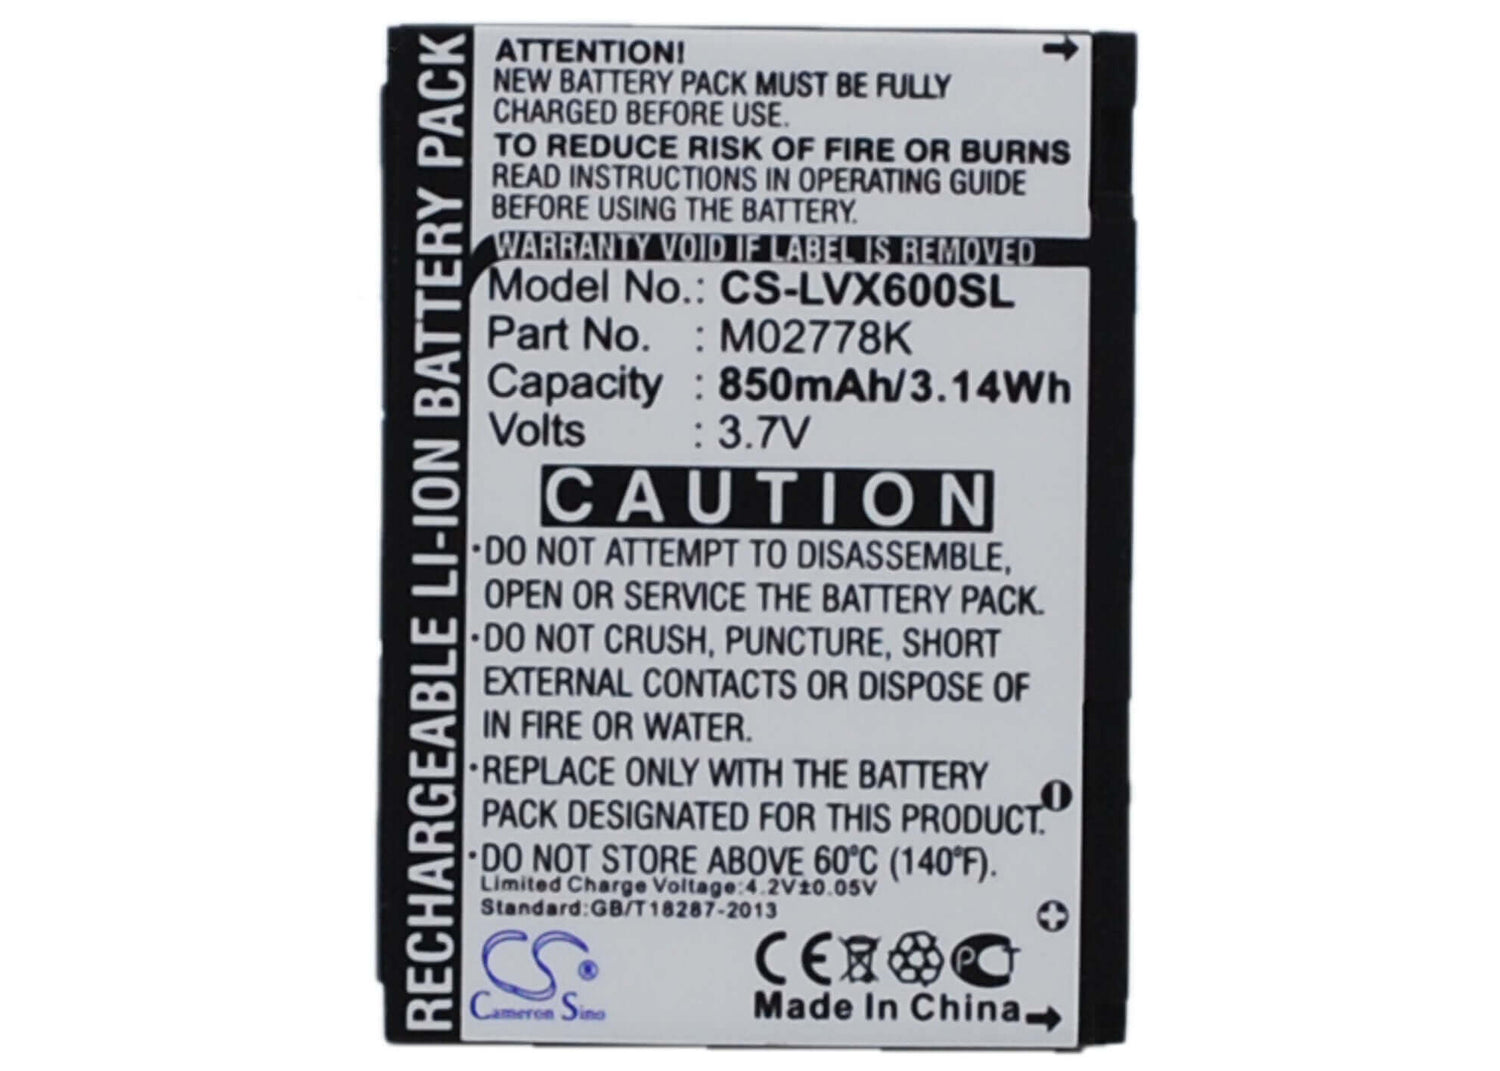 RECHARGEABLE LI-ION BATTERY PACK
ATTENTION!
NEW BATTERY PACK MUST BE FULLY
CHARGED BEFORE USE.
TO REDUCE RISK OF FIRE OR BURNS
READ INSTRUCTIONS IN OPERATING GUIDE
BEFORE USING THE BATTERY.
WARRANTY VOID IF LABEL IS REMOVED
Model No.: CS-LVX600SL
Part No. : M02778K
Capacity : 850mAh/3.14Wh
Volts : 3.7V
CAUTION
·DO NOT ATTEMPT TO DISASSEMBLE,
OPEN OR SERVICE THE BATTERY PACK.
·DO NOT CRUSH, PUNCTURE, SHORT
EXTERNAL CONTACTS OR DISPOSE OF
IN FIRE OR WATER.
·REPLACE ONLY WITH THE BATTERY
PACK DESIGNATED FOR THIS PRODUCT.
·DO NOT STORE ABOVE 60°C (140°F).
Limited Charge Voltage:4.2V±0.05V
Standard:GB/T18287-2013
CS®
Cameron Sino
CE PCT
Made In China